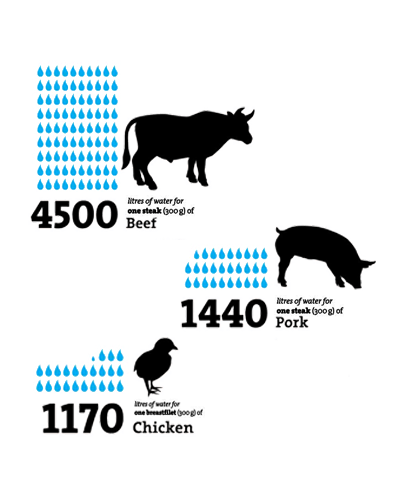 litres of water for
one steak (300 g) of
4500 Beef
litres of water for
one steak (300 g) of
1440 Pork
litres of water for
one breastfilet (300 g) of
1170 Chicken